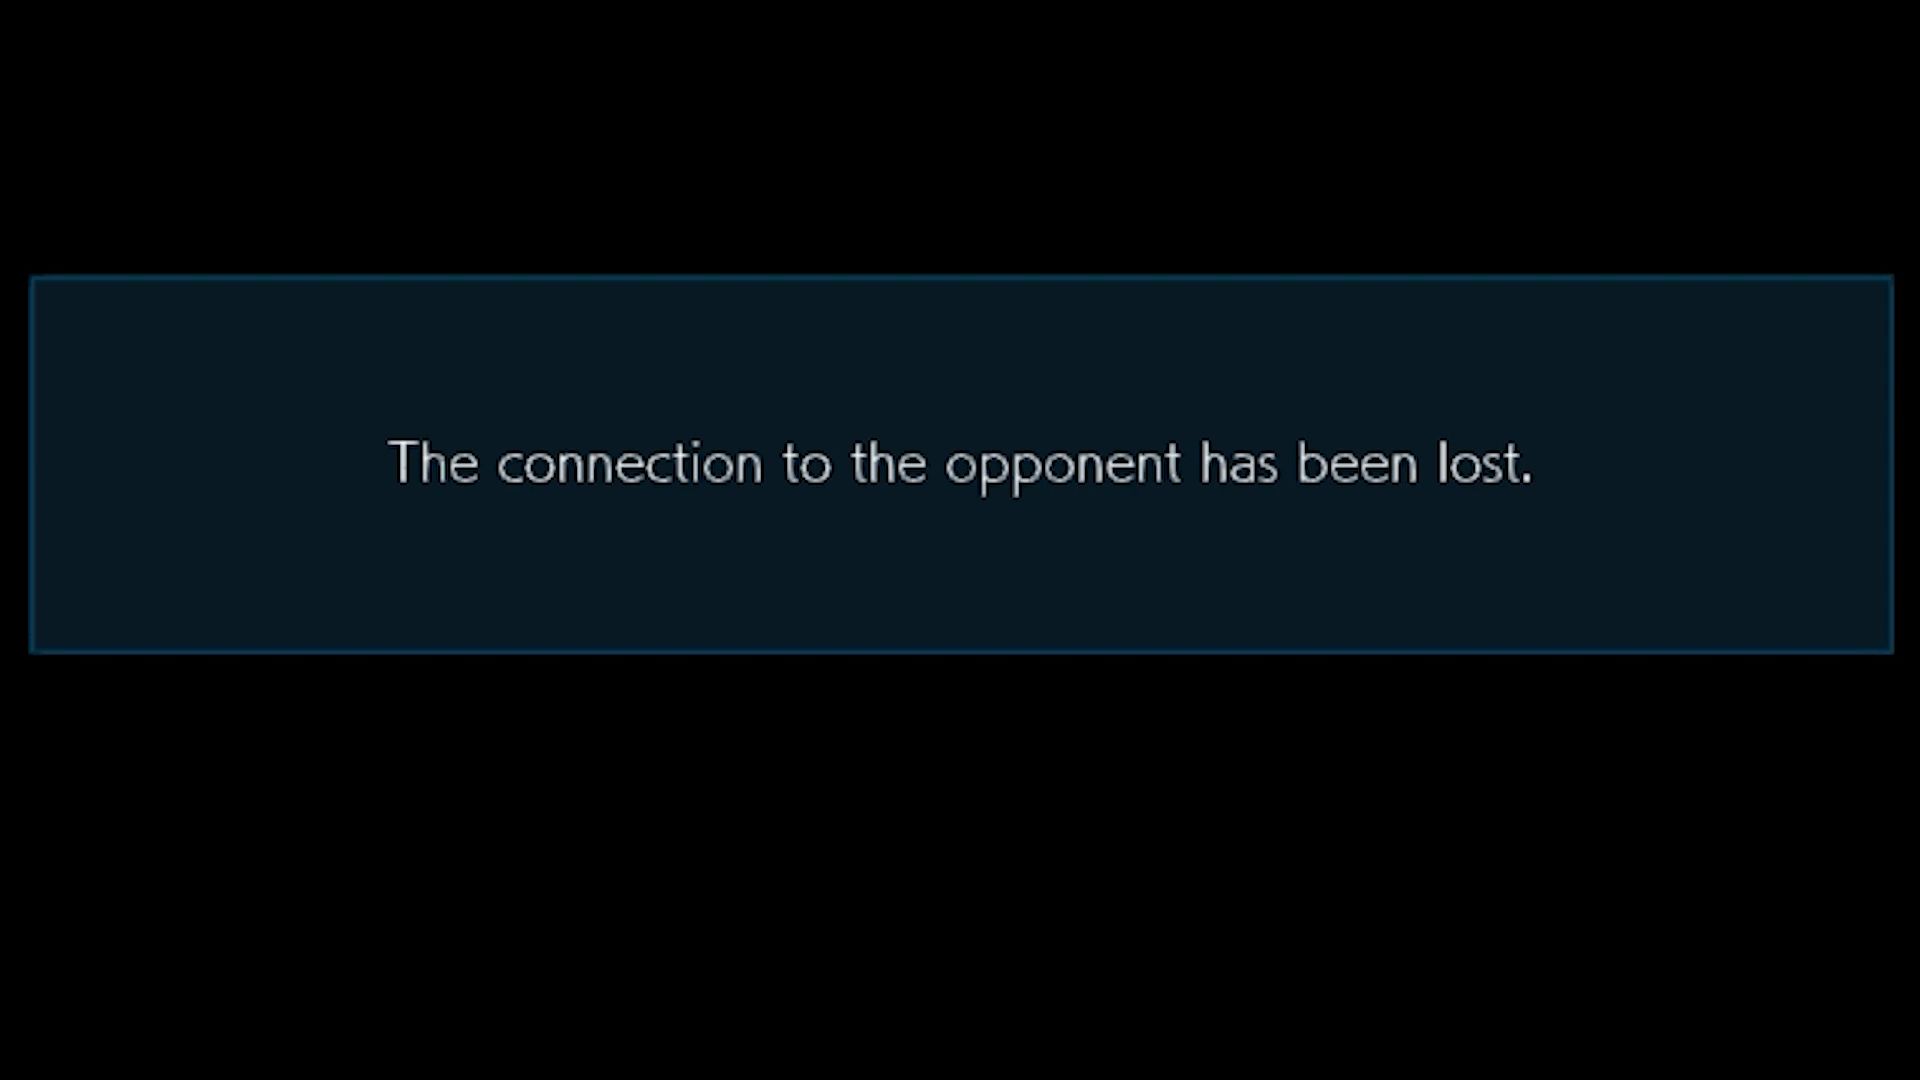 The connection to the opponent has been lost.